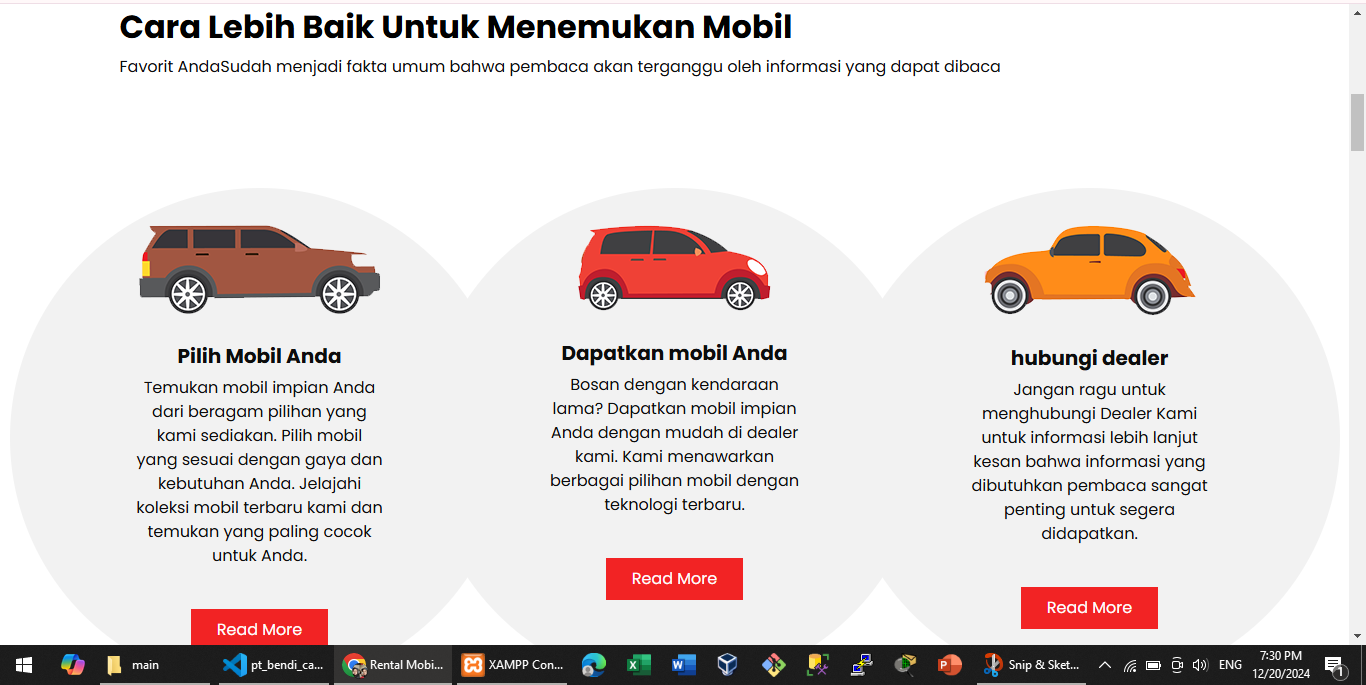 Cara Lebih Baik Untuk Menemukan Mobil
Favorit AndaSudah menjadi fakta umum bahwa pembaca akan terganggu oleh informasi yang dapat dibaca
Pilih Mobil Anda
Temukan mobil impian Anda
dari beragam pilihan yang
kami sediakan. Pilih mobil
yang sesuai dengan gaya dan
kebutuhan Anda. Jelajahi
koleksi mobil terbaru kami dan
temukan yang paling cocok
untuk Anda.
Read More
Dapatkan mobil Anda
Bosan dengan kendaraan
lama? Dapatkan mobil impian
Anda dengan mudah di dealer
kami. Kami menawarkan
berbagai pilihan mobil dengan
teknologi terbaru.
Read More
hubungi dealer
Jangan ragu untuk
menghubungi Dealer Kami
untuk informasi lebih lanjut
kesan bahwa informasi yang
dibutuhkan pembaca sangat
penting untuk segera
didapatkan.
Read More
main
pt_bendi_ca...
Rental Mobi...
XAMPP Con...
Snip & Sket...
ENG
7:30 PM
12/20/2024
1